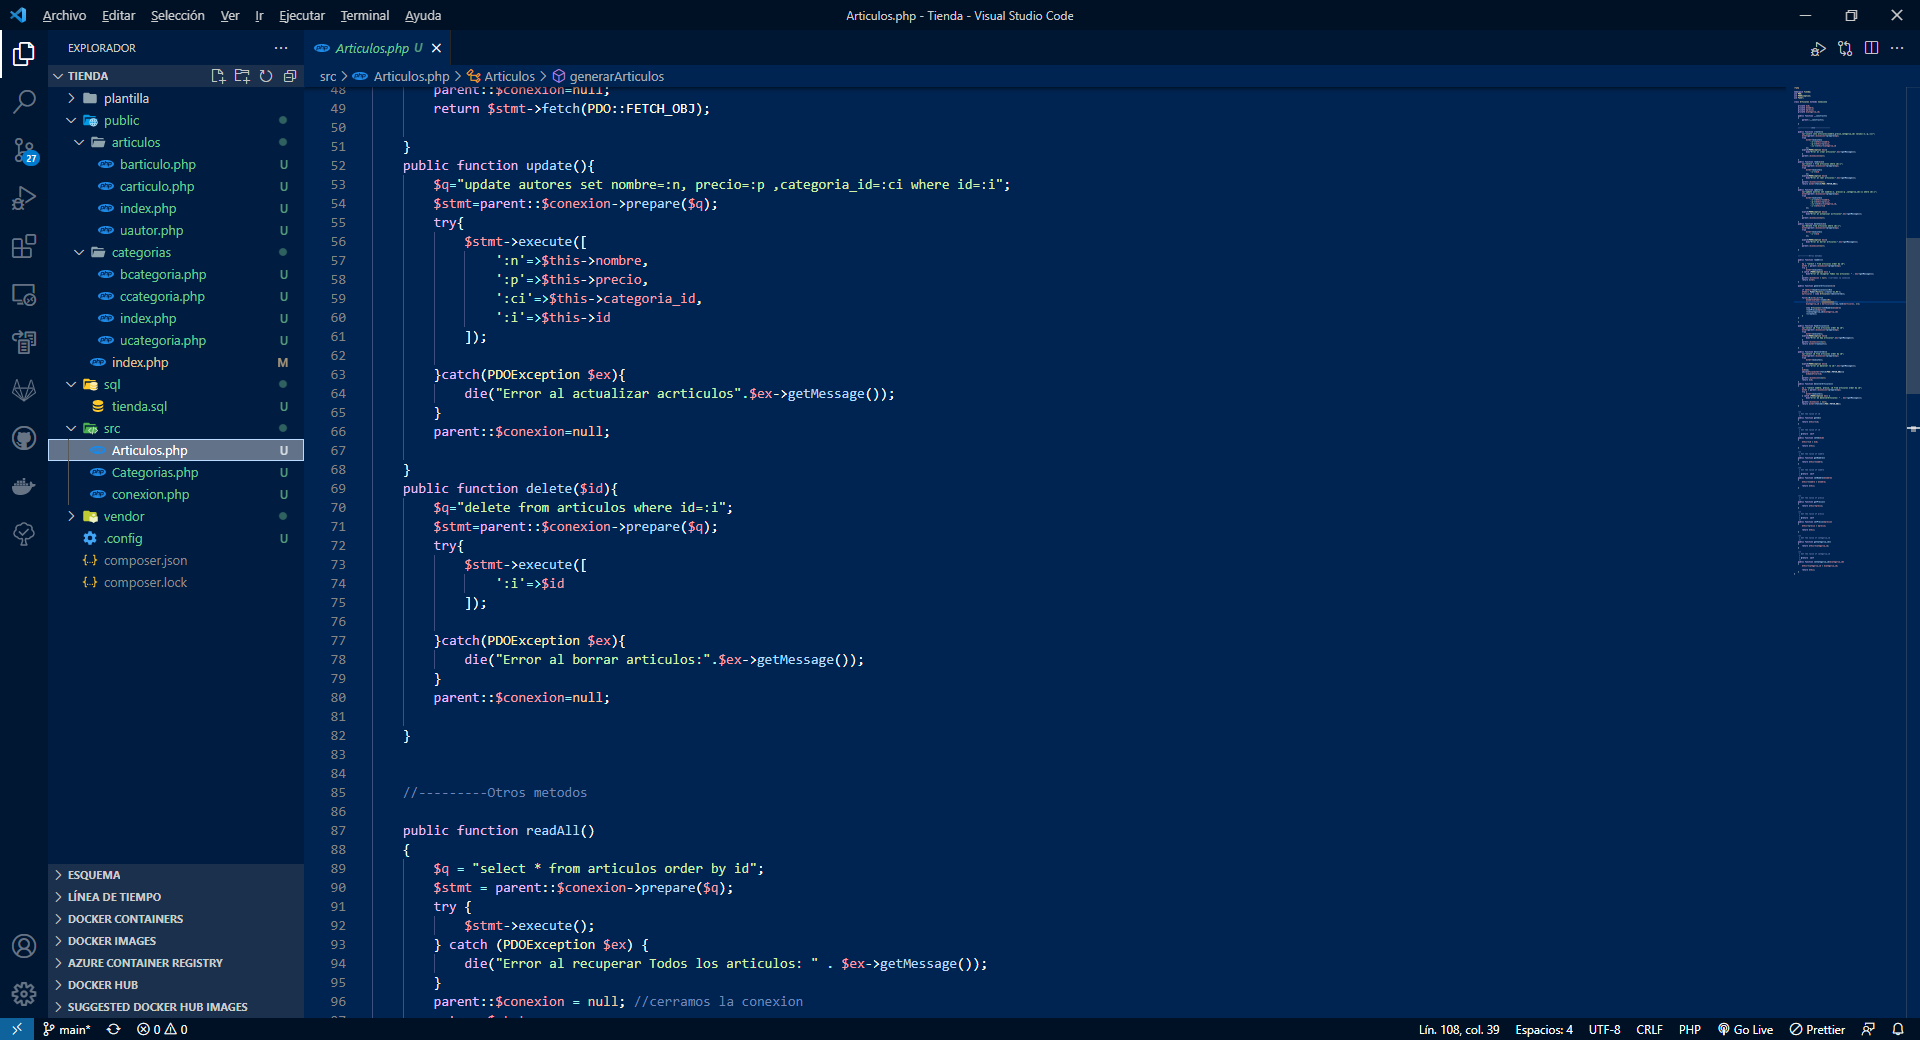 Archivo Editar Selección Ver Ir Ejecutar Terminal Ayuda
Articulos.php - Tienda - Visual Studio Code
EXPLORADOR
Articulos.php U
TIENDA
src > Articulos.php > Articulos > generarArticulos
plantilla
public
articulos
barticulo.php U
carticulo.php U
index.php U
uautor.php U
categorias
bcategoria.php U
ccategoria.php U
index.php U
ucategoria.php U
index.php M
sql
tienda.sql U
src
Articulos.php U
Categorias.php U
conexion.php U
vendor
.config U
composer.json
composer.lock
27
ESQUEMA
LÍNEA DE TIEMPO
DOCKER CONTAINERS
DOCKER IMAGES
AZURE CONTAINER REGISTRY
DOCKER HUB
SUGGESTED DOCKER HUB IMAGES
48 parent::$conexion=null;
49 return $stmt->fetch(PDO::FETCH_OBJ);
50
51 }
52 public function update(){
53 $q="update autores set nombre=:n, precio=:p ,categoria_id=:ci where id=:i";
54 $stmt=parent::$conexion->prepare($q);
55 try{
56 $stmt->execute([
57 ':n'=>$this->nombre,
58 ':p'=>$this->precio,
59 ':ci'=>$this->categoria_id,
60 ':i'=>$this->id
61 ]);
62
63 }catch(PDOException $ex){
64 die("Error al actualizar acrticulos".$ex->getMessage());
65 }
66 parent::$conexion=null;
67
68 }
69 public function delete($id){
70 $q="delete from articulos where id=:i";
71 $stmt=parent::$conexion->prepare($q);
72 try{
73 $stmt->execute([
74 ':i'=>$id
75 ]);
76
77 }catch(PDOException $ex){
78 die("Error al borrar articulos:".$ex->getMessage());
79 }
80 parent::$conexion=null;
81
82 }
83
84
85 //---------Otros metodos
86
87 public function readAll()
88 {
89 $q = "select * from articulos order by id";
90 $stmt = parent::$conexion->prepare($q);
91 try {
92 $stmt->execute();
93 } catch (PDOException $ex) {
94 die("Error al recuperar Todos los articulos: " . $ex->getMessage());
95 }
96 parent::$conexion = null; //cerramos la conexion
main* 0 0
Lín. 108, col. 39 Espacios: 4 UTF-8 CRLF PHP Go Live Prettier